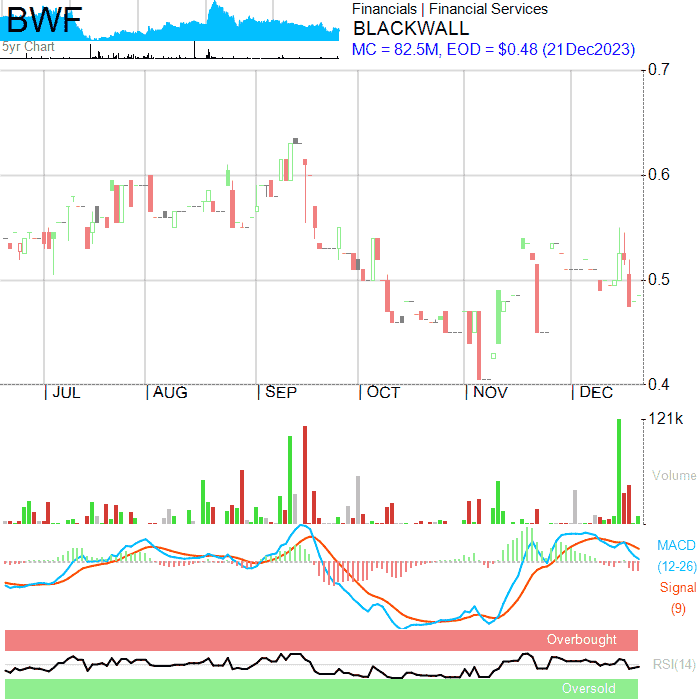 BWF
5yr Chart
Financials | Financial Services
BLACKWALL
MC = 82.5M, EOD = $0.48 (21Dec2023)
0.7
0.6
0.5
0.4
JUL
AUG
SEP
OCT
NOV
DEC
121k
Volume
MACD
(12-26)
Signal
(9)
Overbought
RSI(14)
Oversold